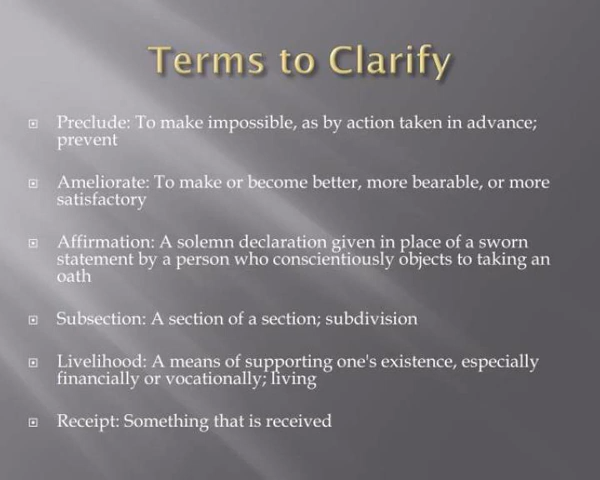 Terms to Clarify
Preclude: To make impossible, as by action taken in advance;
prevent
Ameliorate: To make or become better, more bearable, or more
satisfactory
Affirmation: A solemn declaration given in place of a sworn
statement by a person who conscientiously objects to taking an
oath
Subsection: A section of a section; subdivision
Livelihood: A means of supporting one's existence, especially
financially or vocationally; living
Receipt: Something that is received